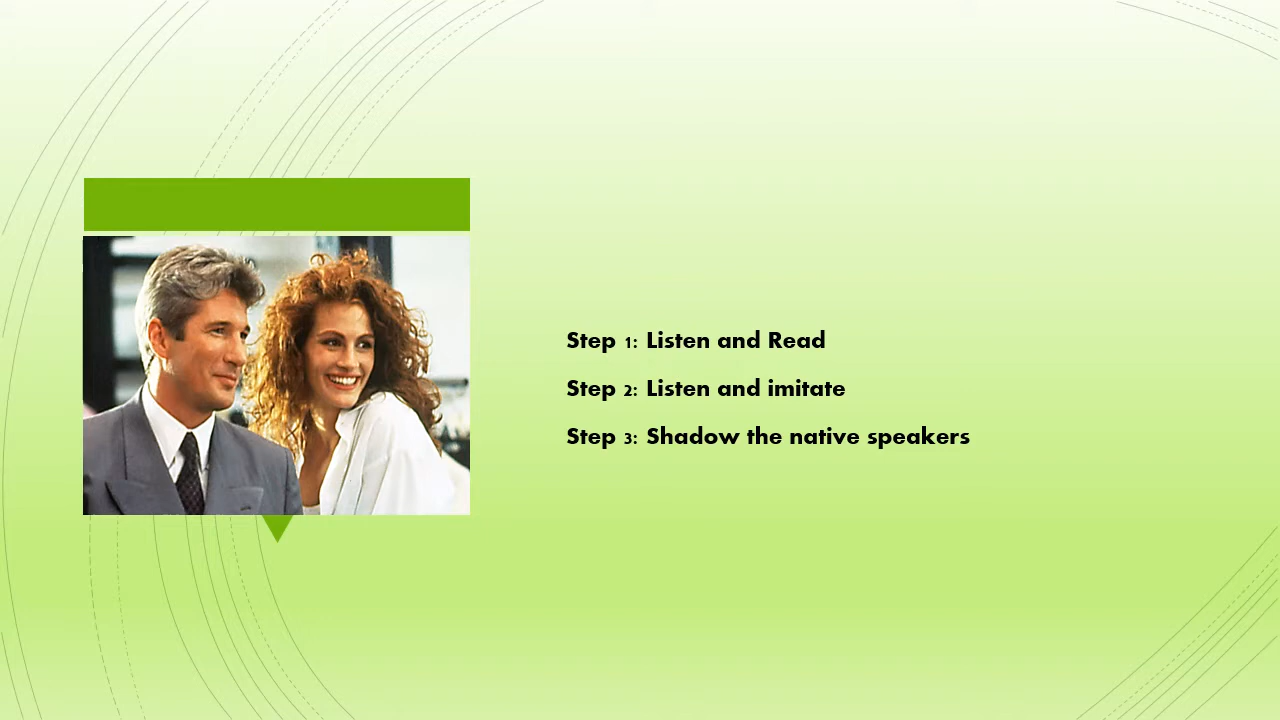 Step 1: Listen and Read
Step 2: Listen and imitate
Step 3: Shadow the native speakers